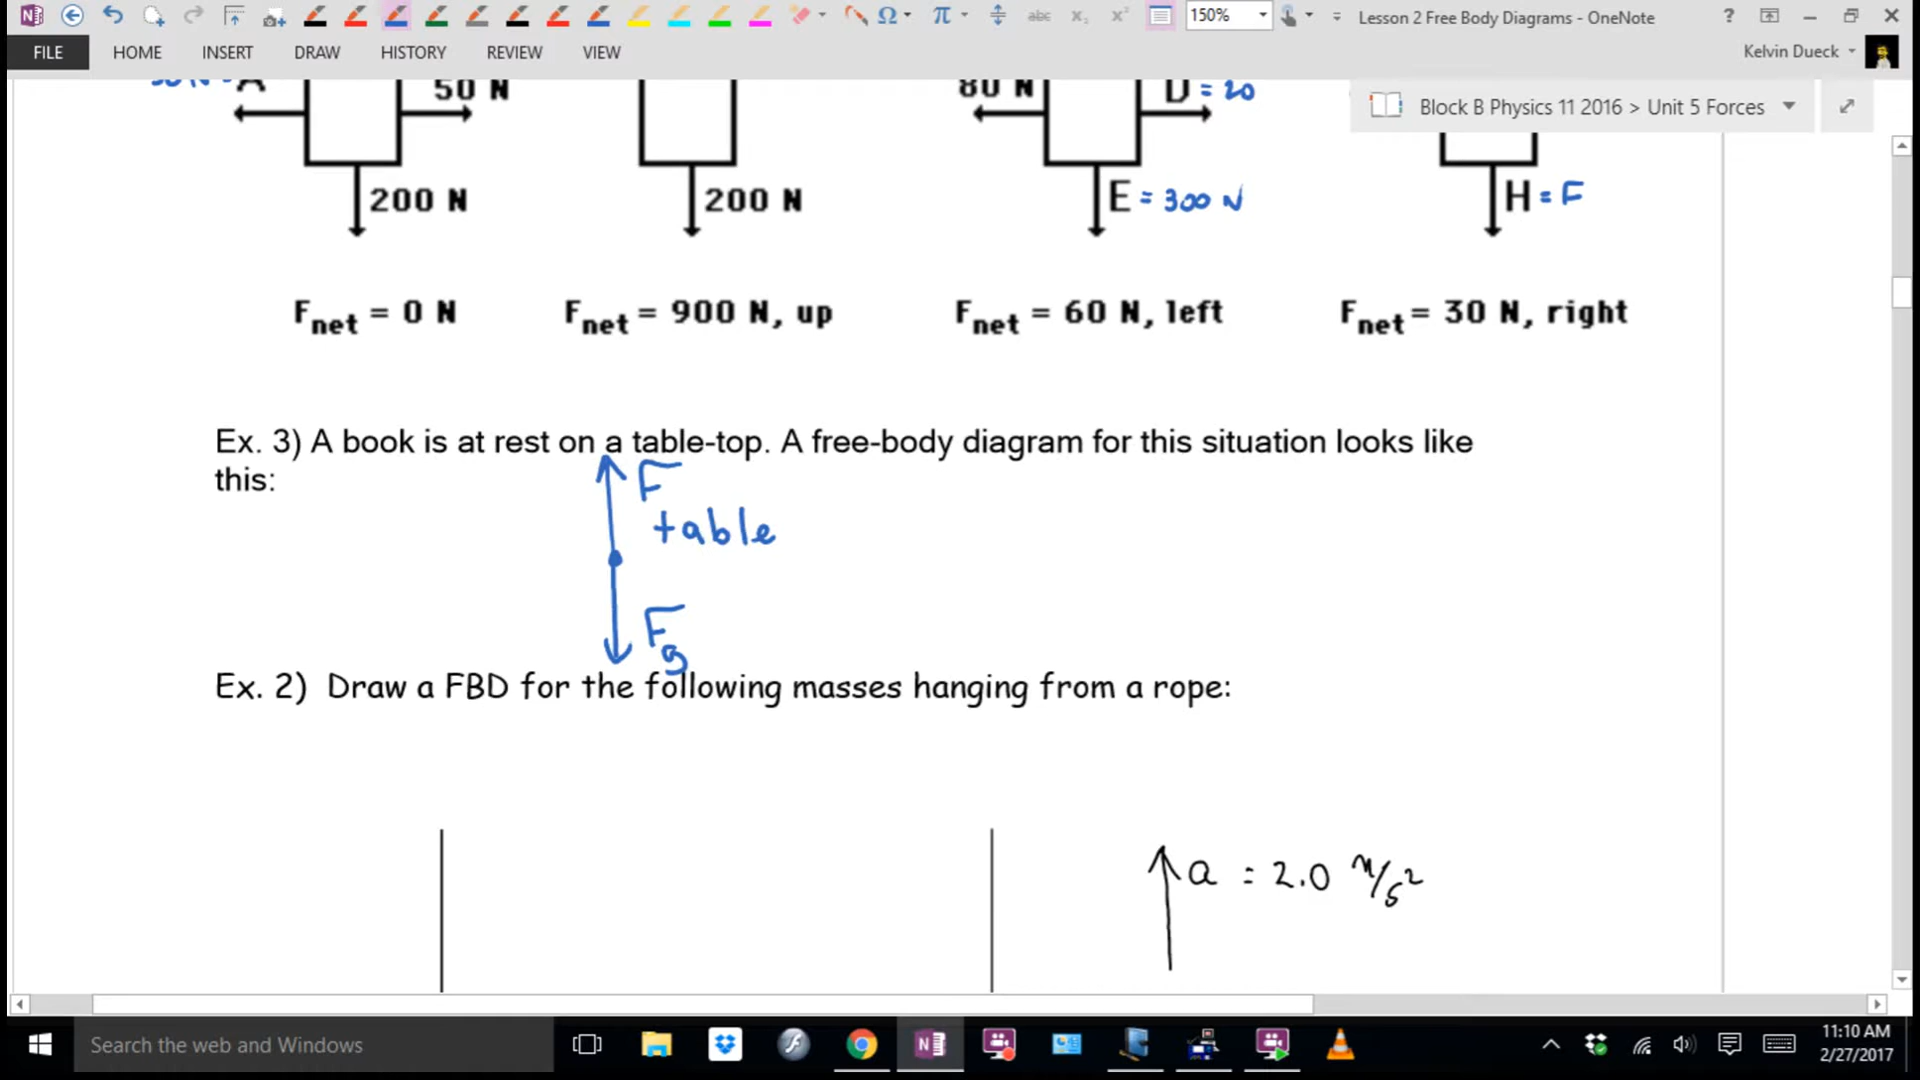 150%
Lesson 2 Free Body Diagrams - OneNote
FILE HOME INSERT DRAW HISTORY REVIEW VIEW
Kelvin Dueck
Block B Physics 11 2016 > Unit 5 Forces
A 50 N 80 N D = 20
200 N 200 N E = 300 N H = F
Fnet = 0 N Fnet = 900 N, up Fnet = 60 N, left Fnet = 30 N, right
Ex. 3) A book is at rest on a table-top. A free-body diagram for this situation looks like
this:
F
table
Fg
Ex. 2) Draw a FBD for the following masses hanging from a rope:
a = 2.0 m/s²
Search the web and Windows
11:10 AM
2/27/2017